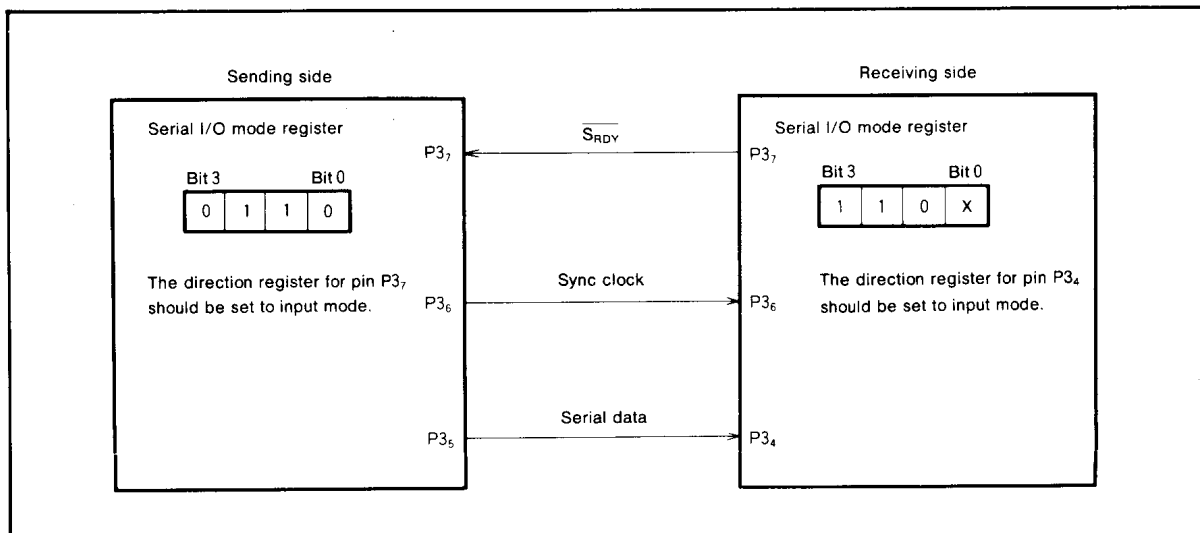 Sending side
Serial I/O mode register
Bit 3 Bit 0
0 1 1 0
The direction register for pin P3₇
should be set to input mode.
P3₇
P3₆
P3₅
S̅R̅D̅Y̅
Sync clock
Serial data
Receiving side
Serial I/O mode register
P3₇
Bit 3 Bit 0
1 1 0 X
The direction register for pin P3₄
should be set to input mode.
P3₆
P3₄